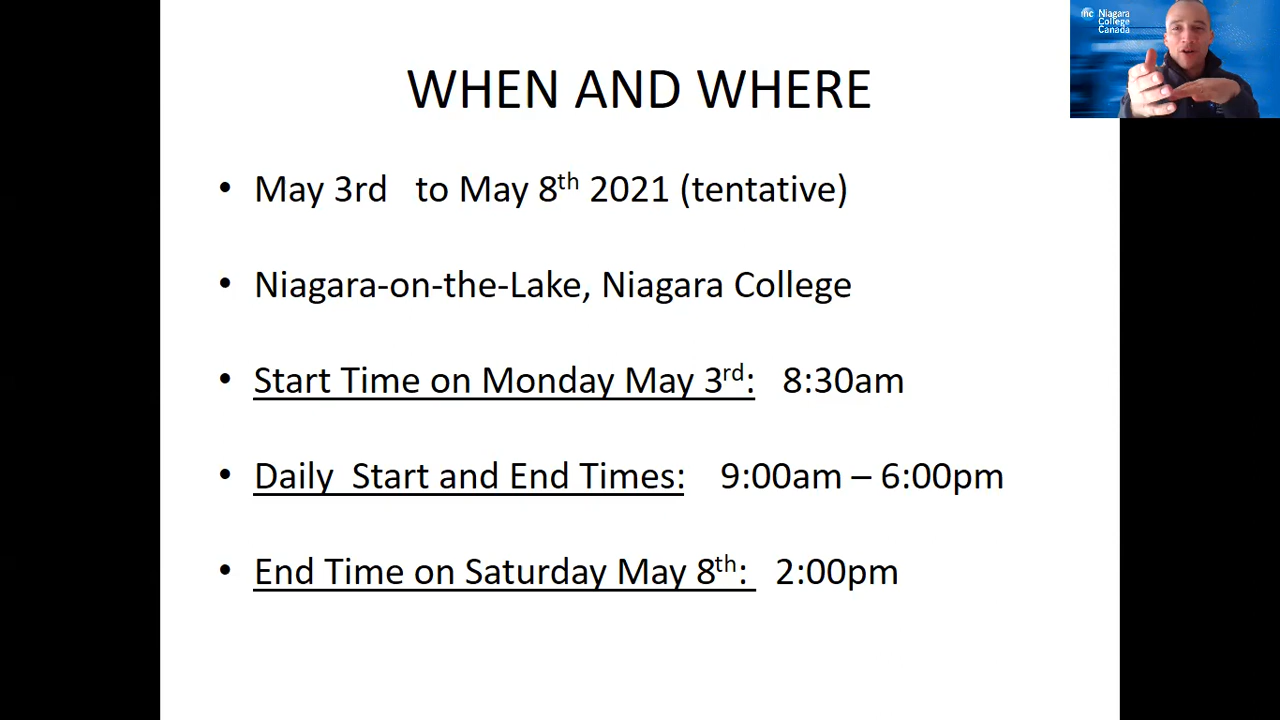 WHEN AND WHERE
• May 3rd to May 8th 2021 (tentative)
• Niagara-on-the-Lake, Niagara College
• Start Time on Monday May 3rd: 8:30am
• Daily Start and End Times: 9:00am – 6:00pm
• End Time on Saturday May 8th: 2:00pm
nc Niagara
College
Canada